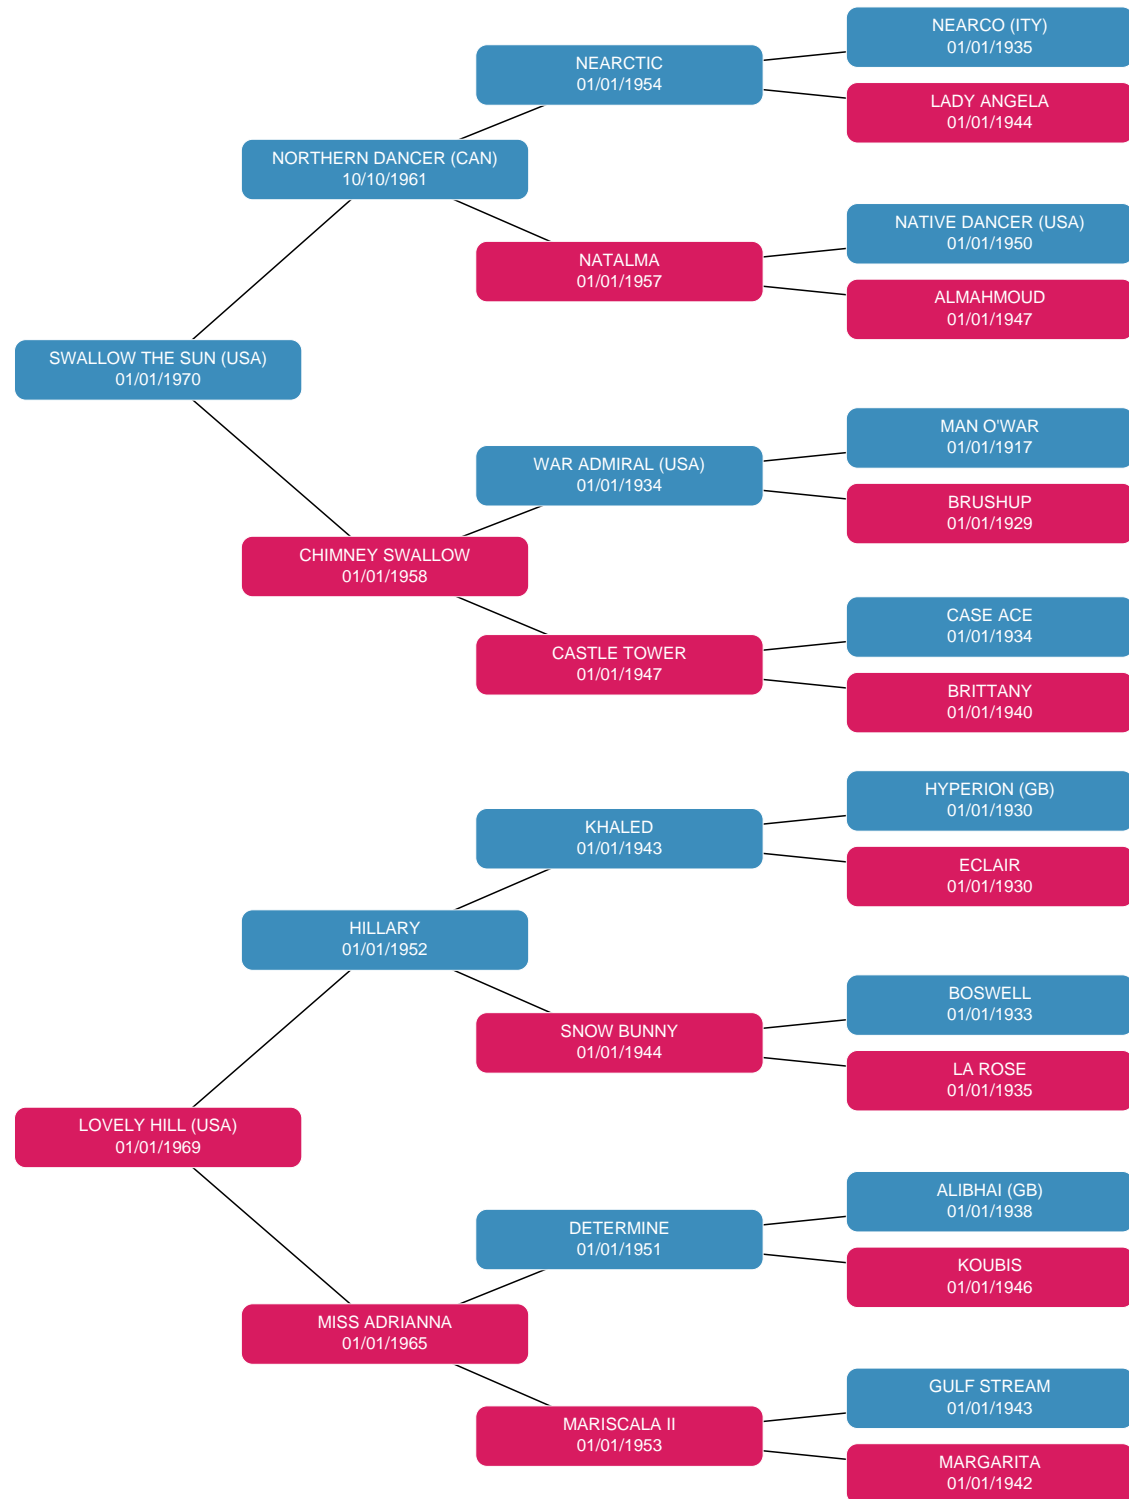 NEARCO (ITY)
01/01/1935
NEARCTIC
01/01/1954
LADY ANGELA
01/01/1944
NORTHERN DANCER (CAN)
10/10/1961
NATIVE DANCER (USA)
01/01/1950
NATALMA
01/01/1957
ALMAHMOUD
01/01/1947
SWALLOW THE SUN (USA)
01/01/1970
MAN O'WAR
01/01/1917
WAR ADMIRAL (USA)
01/01/1934
BRUSHUP
01/01/1929
CHIMNEY SWALLOW
01/01/1958
CASE ACE
01/01/1934
CASTLE TOWER
01/01/1947
BRITTANY
01/01/1940
HYPERION (GB)
01/01/1930
KHALED
01/01/1943
ECLAIR
01/01/1930
HILLARY
01/01/1952
BOSWELL
01/01/1933
SNOW BUNNY
01/01/1944
LA ROSE
01/01/1935
LOVELY HILL (USA)
01/01/1969
ALIBHAI (GB)
01/01/1938
DETERMINE
01/01/1951
KOUBIS
01/01/1946
MISS ADRIANNA
01/01/1965
GULF STREAM
01/01/1943
MARISCALA II
01/01/1953
MARGARITA
01/01/1942